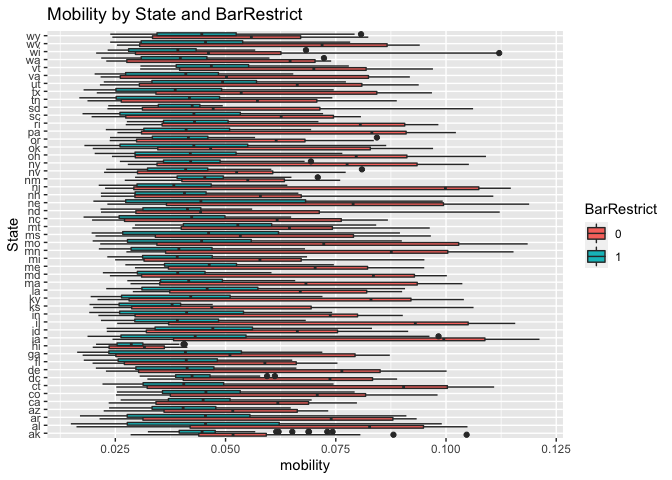 Mobility by State and BarRestrict
wy
wv
wi
wa
vt
va
ut
tx
tn
sd
sc
ri
pa
or
ok
oh
ny
nv
nm
nj
nh
ne
nd
nc
mt
ms
mo
mn
mi
me
md
ma
la
ky
ks
in
il
id
ia
hi
ga
fl
de
dc
ct
co
ca
az
ar
al
ak
State
0.025 0.050 0.075 0.100 0.125
mobility
BarRestrict
0
1